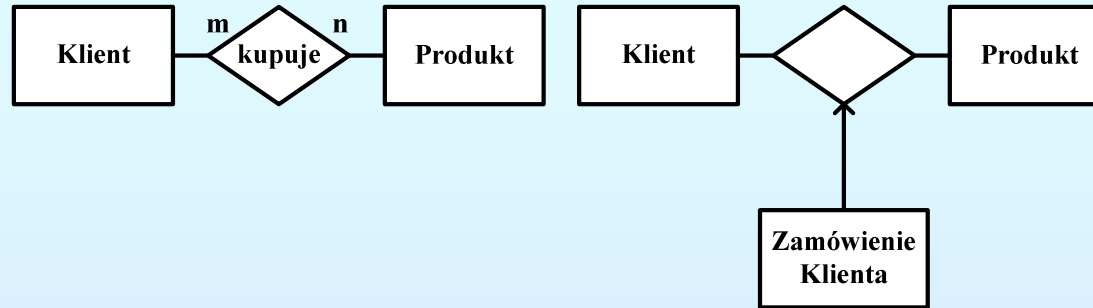 m n
Klient kupuje Produkt
Klient Produkt
Zamówienie
Klienta